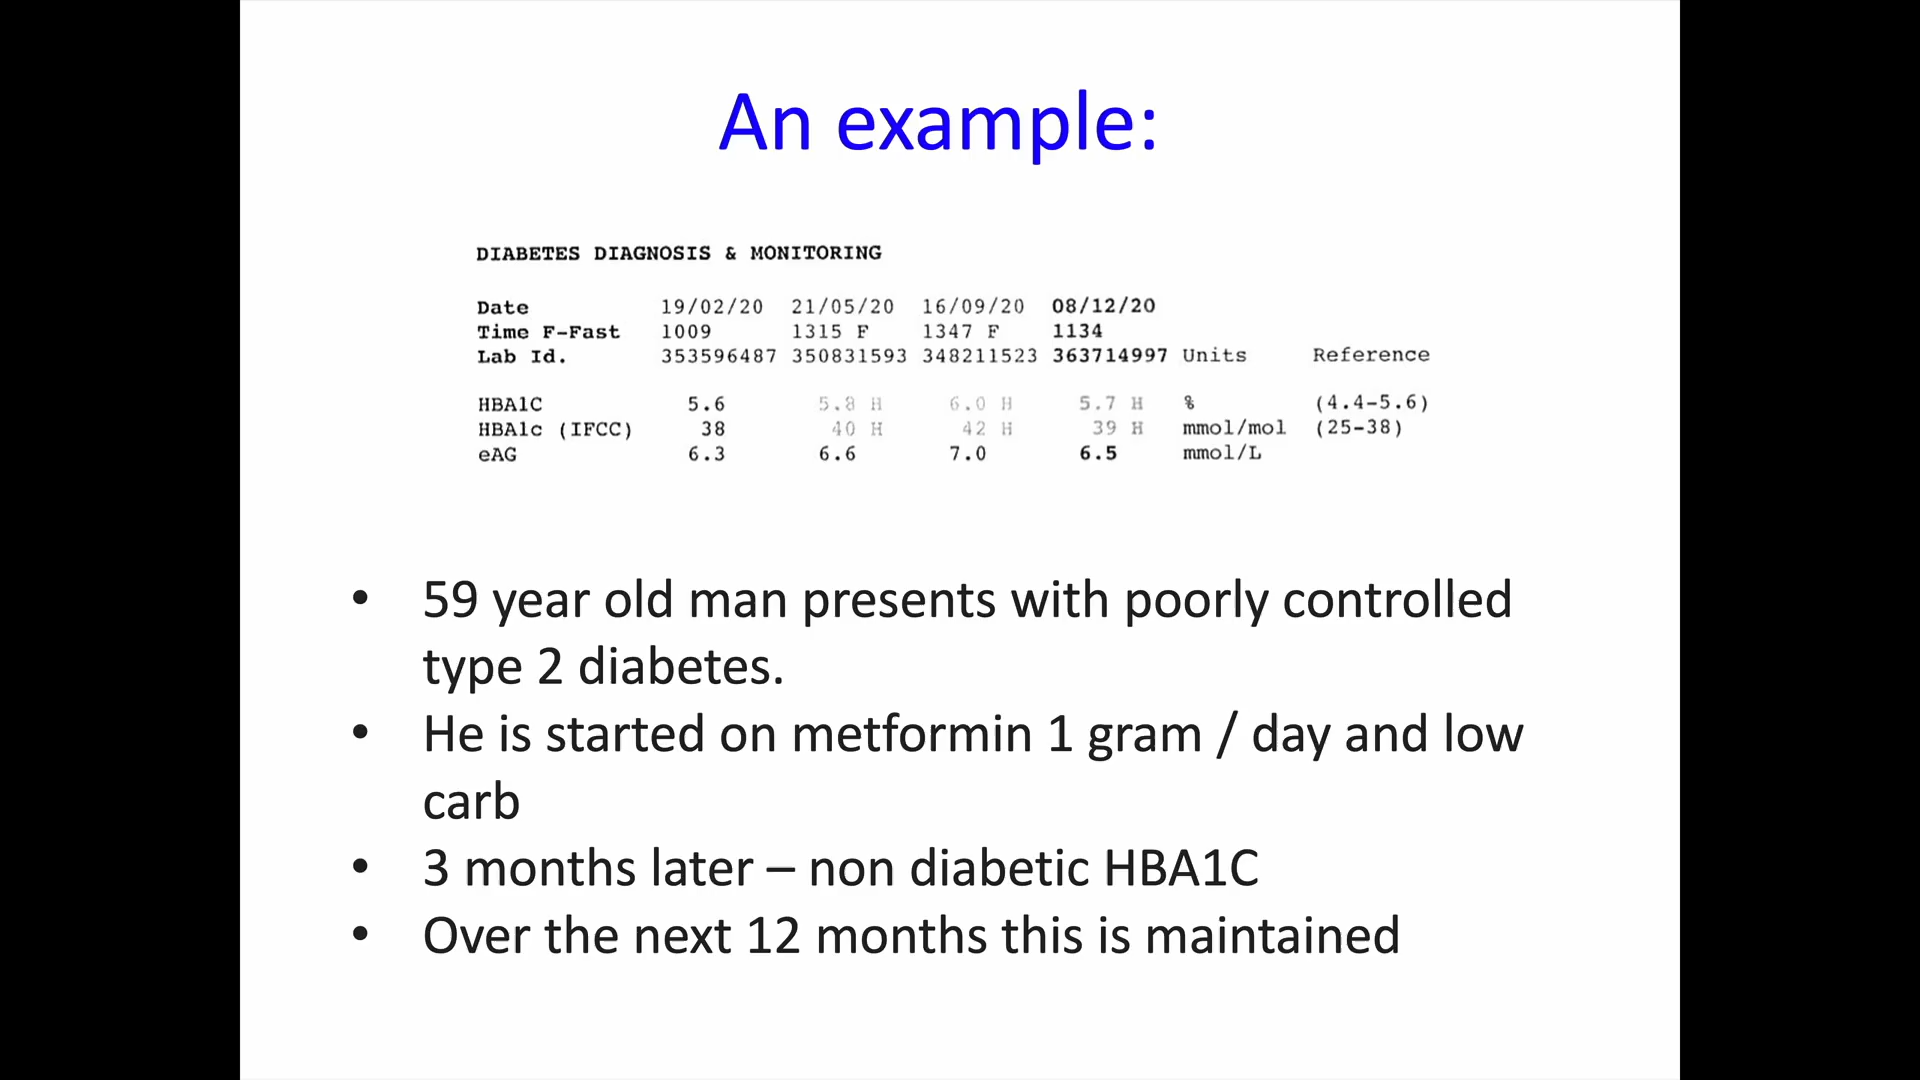 An example:
DIABETES DIAGNOSIS & MONITORING
Date 19/02/20 21/05/20 16/09/20 08/12/20
Time F-Fast 1009 1315 F 1347 F 1134
Lab Id. 353596487 350831593 348211523 363714997 Units Reference
HBA1C 5.6 5.8 H 6.0 H 5.7 H % (4.4-5.6)
HBA1c (IFCC) 38 40 H 42 H 39 H mmol/mol (25-38)
eAG 6.3 6.6 7.0 6.5 mmol/L
• 59 year old man presents with poorly controlled
type 2 diabetes.
• He is started on metformin 1 gram / day and low
carb
• 3 months later – non diabetic HBA1C
• Over the next 12 months this is maintained